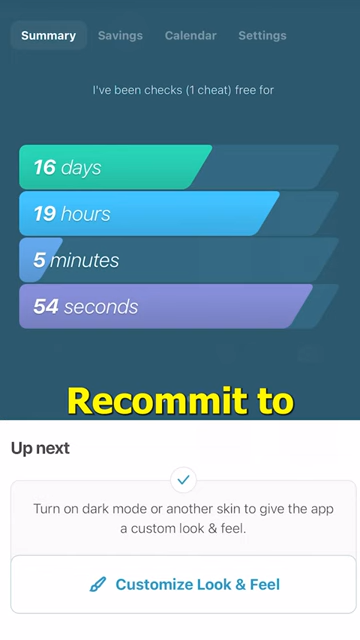 Summary
Savings
Calendar
Settings
I've been checks (1 cheat) free for
16 days
19 hours
5 minutes
54 seconds
Recommit to
Up next
Turn on dark mode or another skin to give the app
a custom look & feel.
Customize Look & Feel